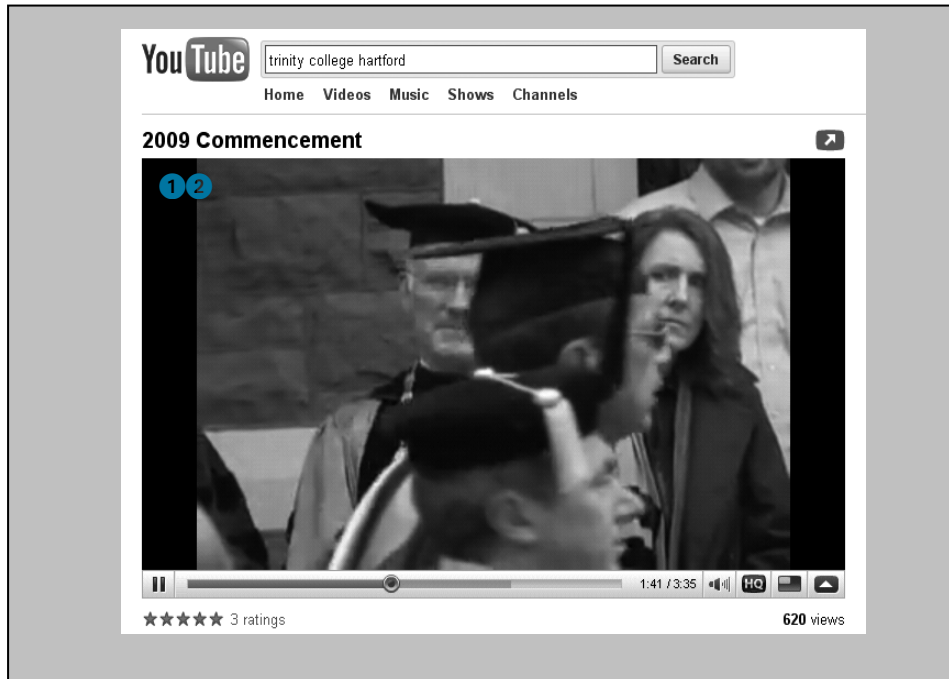 YouTube
trinity college hartford
Search
Home Videos Music Shows Channels
2009 Commencement
1 2
1:41 / 3:35
HQ
3 ratings
620 views